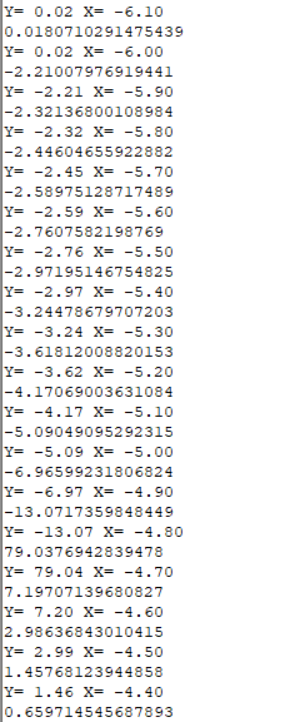 Y= 0.02 X= -6.10
0.0180710291475439
Y= 0.02 X= -6.00
-2.21007976919441
Y= -2.21 X= -5.90
-2.32136800108984
Y= -2.32 X= -5.80
-2.44604655922882
Y= -2.45 X= -5.70
-2.58975128717489
Y= -2.59 X= -5.60
-2.7607582198769
Y= -2.76 X= -5.50
-2.97195146754825
Y= -2.97 X= -5.40
-3.24478679707203
Y= -3.24 X= -5.30
-3.61812008820153
Y= -3.62 X= -5.20
-4.17069003631084
Y= -4.17 X= -5.10
-5.09049095292315
Y= -5.09 X= -5.00
-6.96599231806824
Y= -6.97 X= -4.90
-13.0717359848449
Y= -13.07 X= -4.80
79.0376942839478
Y= 79.04 X= -4.70
7.19707139680827
Y= 7.20 X= -4.60
2.98636843010415
Y= 2.99 X= -4.50
1.45768123944858
Y= 1.46 X= -4.40
0.659714545687893